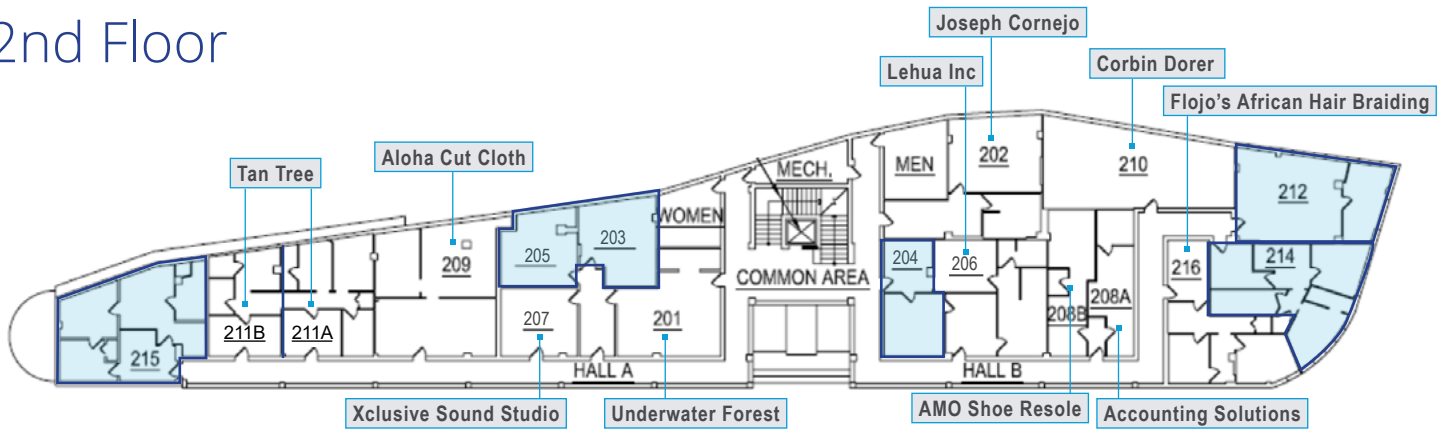 2nd Floor
Joseph Cornejo
Lehua Inc
Corbin Dorer
Flojo's African Hair Braiding
Aloha Cut Cloth
Tan Tree
MECH.
MEN
202
210
212
WOMEN
203
205
209
204
206
214
216
COMMON AREA
208A
208B
207
201
211B
211A
215
HALL A
HALL B
Xclusive Sound Studio
Underwater Forest
AMO Shoe Resole
Accounting Solutions